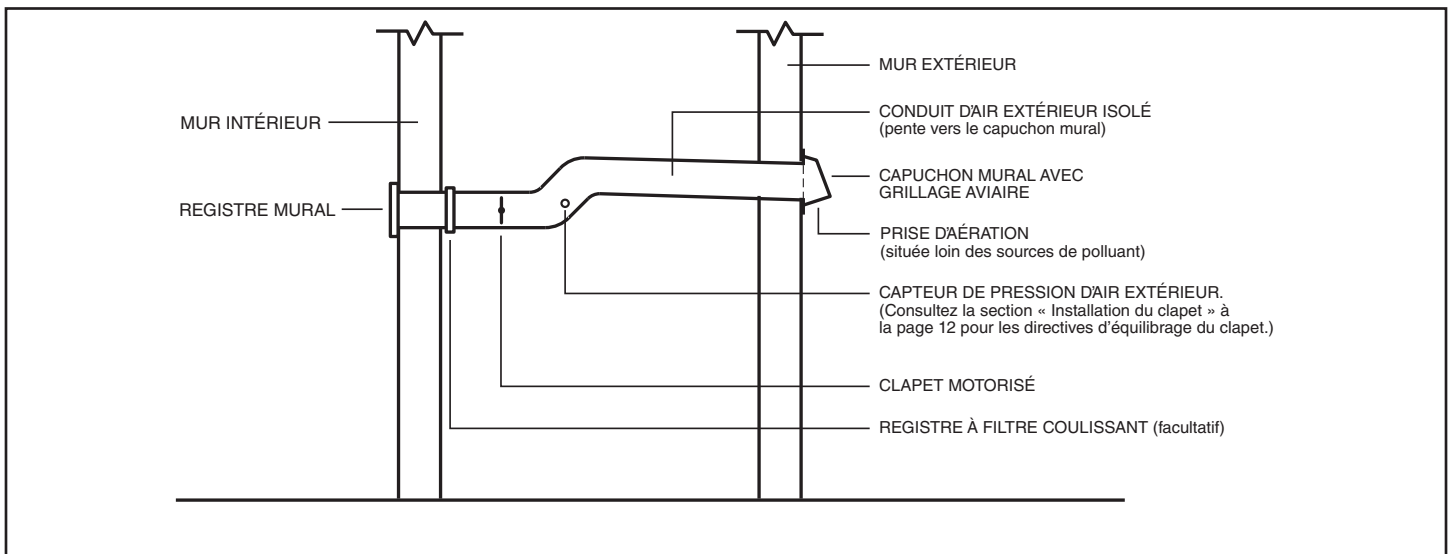 MUR INTÉRIEUR
REGISTRE MURAL
MUR EXTÉRIEUR
CONDUIT D'AIR EXTÉRIEUR ISOLÉ
(pente vers le capuchon mural)
CAPUCHON MURAL AVEC
GRILLAGE AVIAIRE
PRISE D'AÉRATION
(située loin des sources de polluant)
CAPTEUR DE PRESSION D'AIR EXTÉRIEUR.
(Consultez la section « Installation du clapet » à
la page 12 pour les directives d'équilibrage du clapet.)
CLAPET MOTORISÉ
REGISTRE À FILTRE COULISSANT (facultatif)